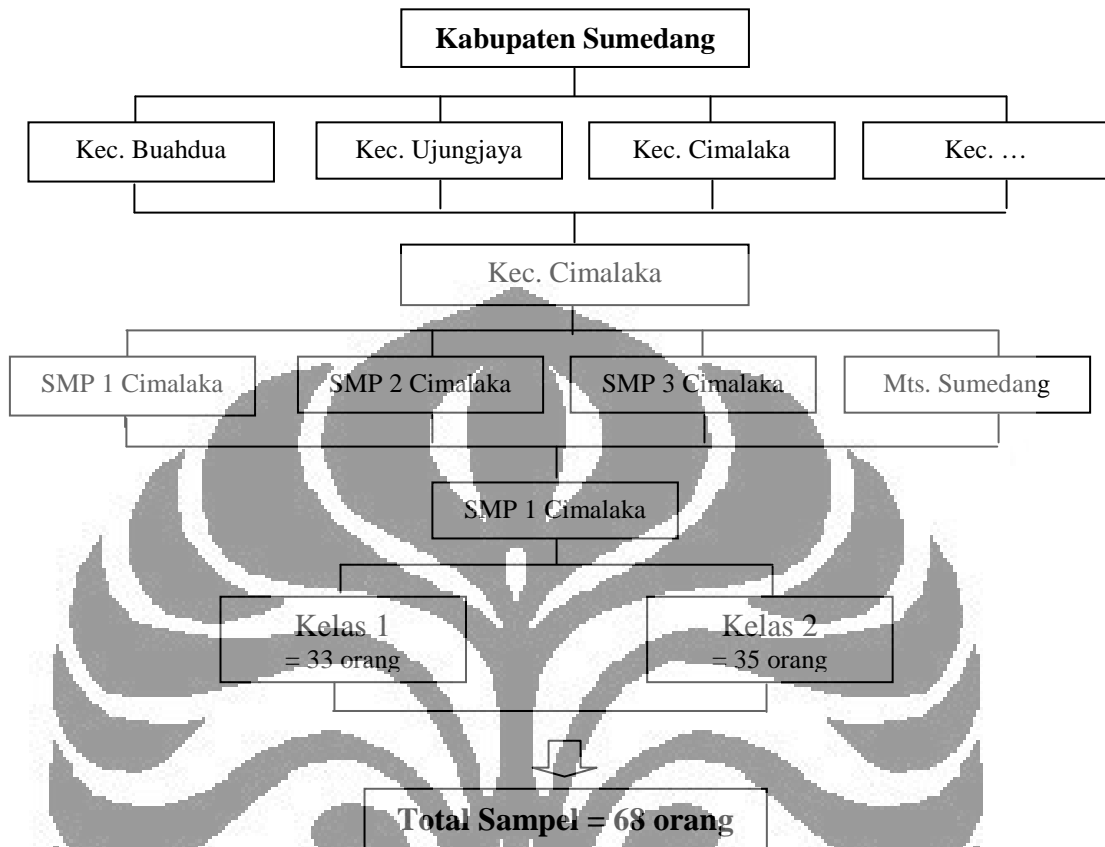 Kabupaten Sumedang
Kec. Buahdua
Kec. Ujungjaya
Kec. Cimalaka
Kec. …
Kec. Cimalaka
SMP 1 Cimalaka
SMP 2 Cimalaka
SMP 3 Cimalaka
Mts. Sumedang
SMP 1 Cimalaka
Kelas 1
= 33 orang
Kelas 2
= 35 orang
Total Sampel = 68 orang